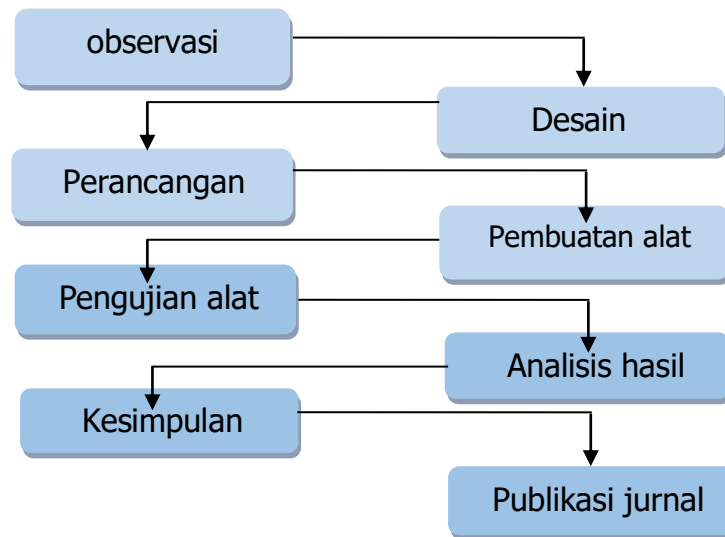 observasi
Desain
Perancangan
Pembuatan alat
Pengujian alat
Analisis hasil
Kesimpulan
Publikasi jurnal